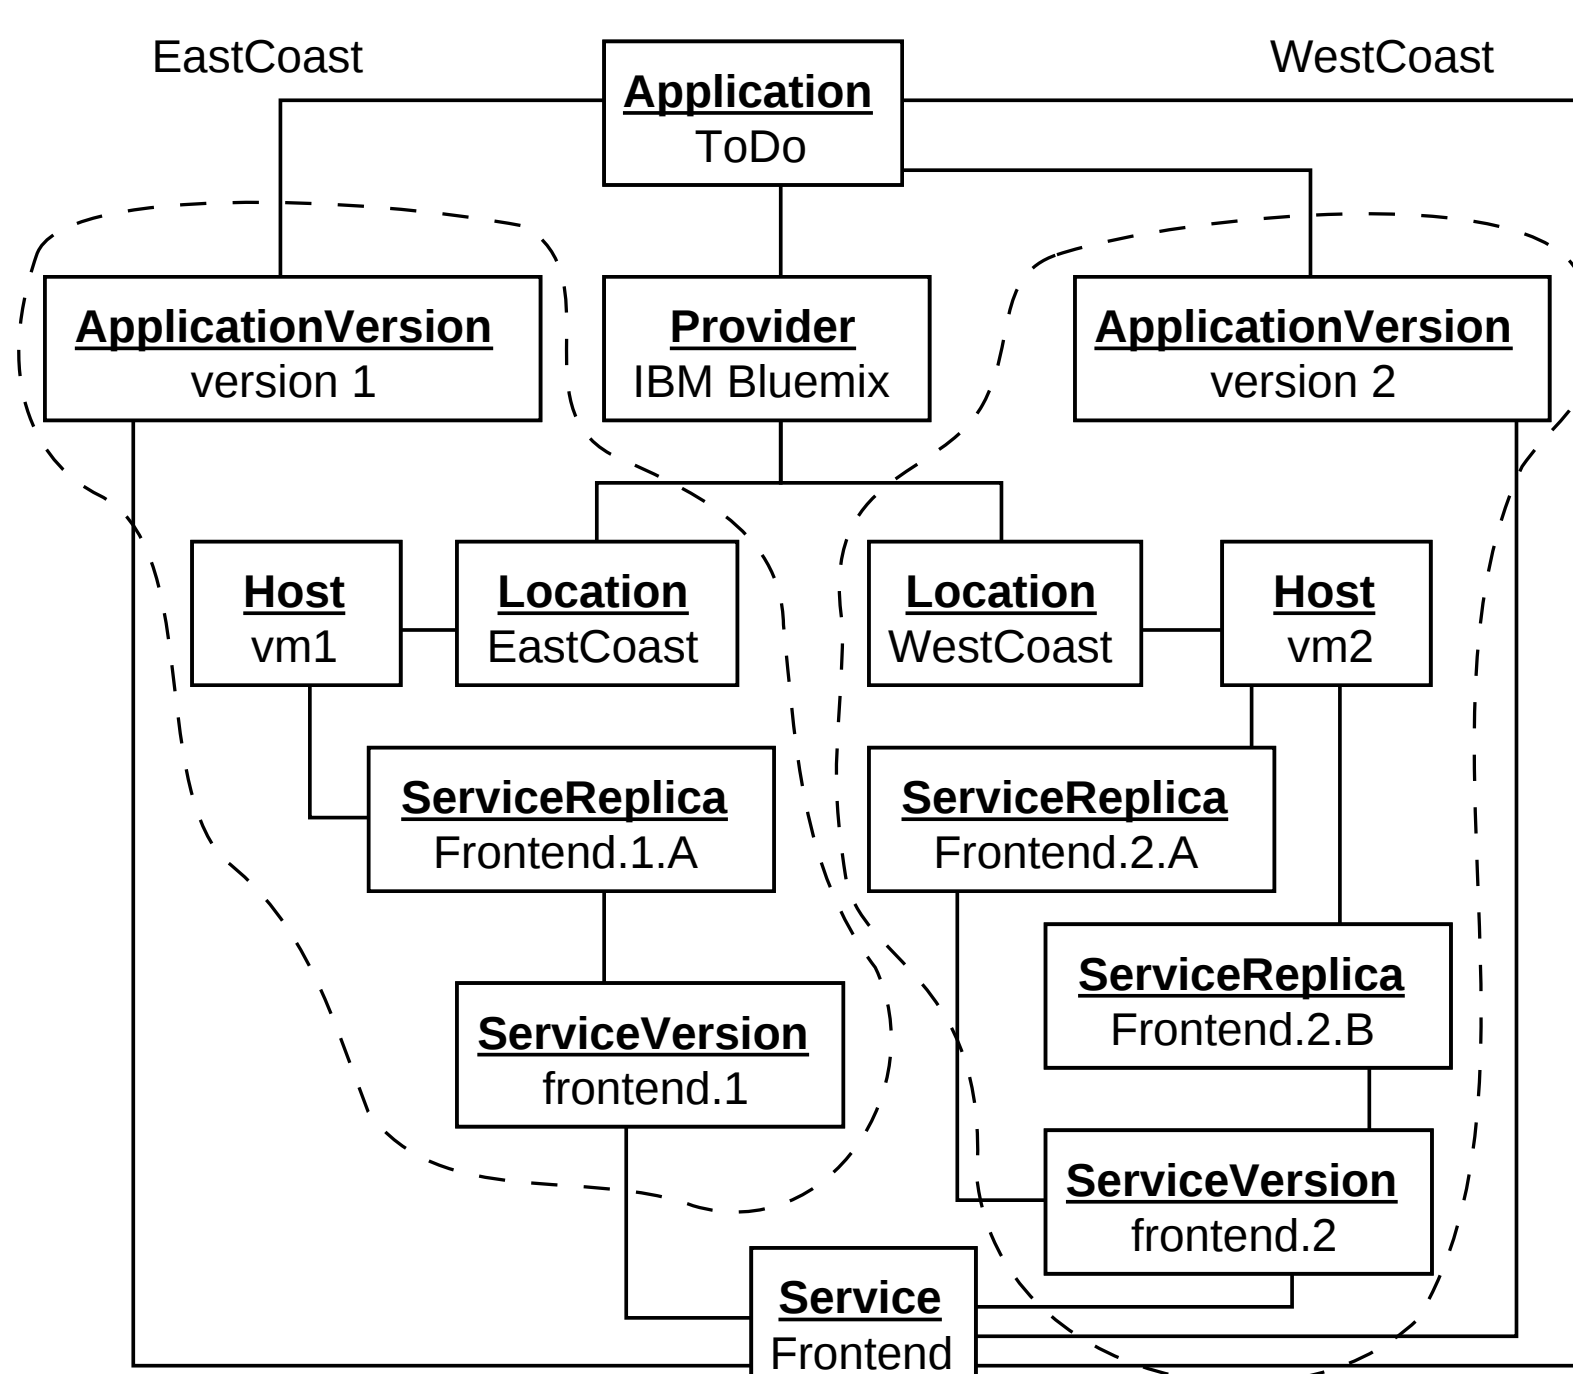 EastCoast
WestCoast
Application
ToDo
ApplicationVersion
version 1
Provider
IBM Bluemix
ApplicationVersion
version 2
Host
vm1
Location
EastCoast
Location
WestCoast
Host
vm2
ServiceReplica
Frontend.1.A
ServiceReplica
Frontend.2.A
ServiceReplica
Frontend.2.B
ServiceVersion
frontend.1
ServiceVersion
frontend.2
Service
Frontend